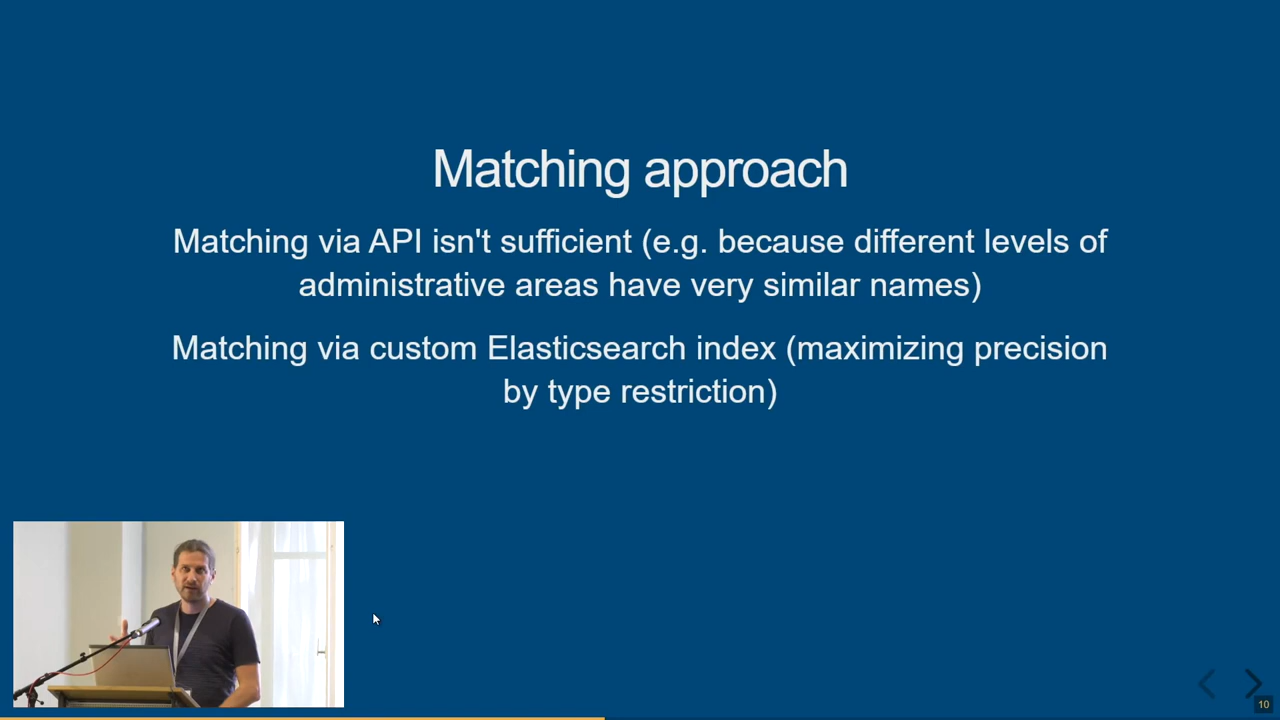 Matching approach
Matching via API isn't sufficient (e.g. because different levels of
administrative areas have very similar names)
Matching via custom Elasticsearch index (maximizing precision
by type restriction)
10